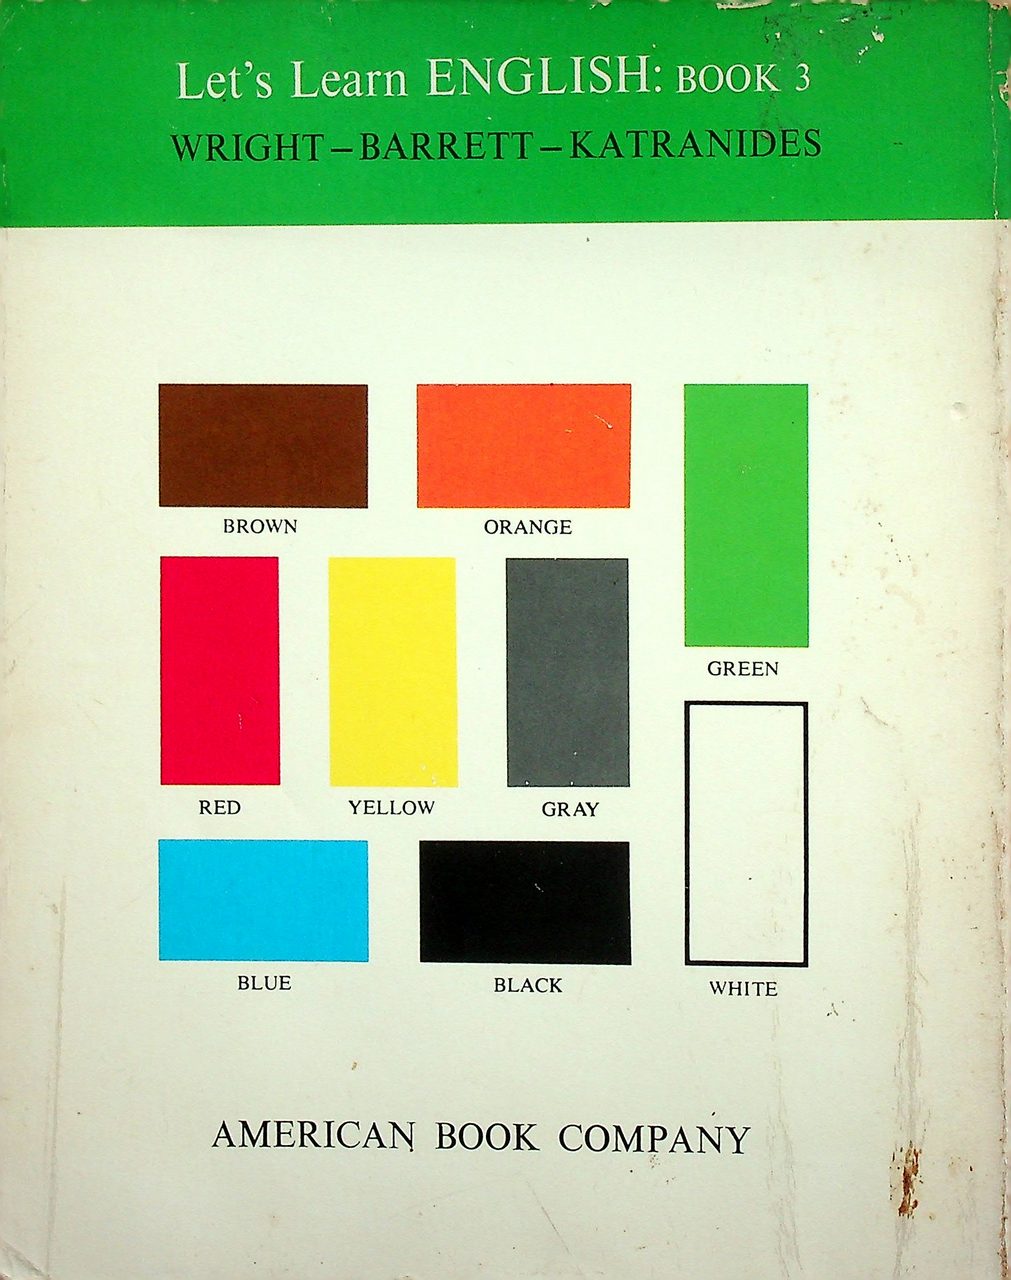 Let's Learn ENGLISH: BOOK 3
WRIGHT – BARRETT – KATRANIDES
BROWN
ORANGE
GREEN
RED
YELLOW
GRAY
BLUE
BLACK
WHITE
AMERICAN BOOK COMPANY